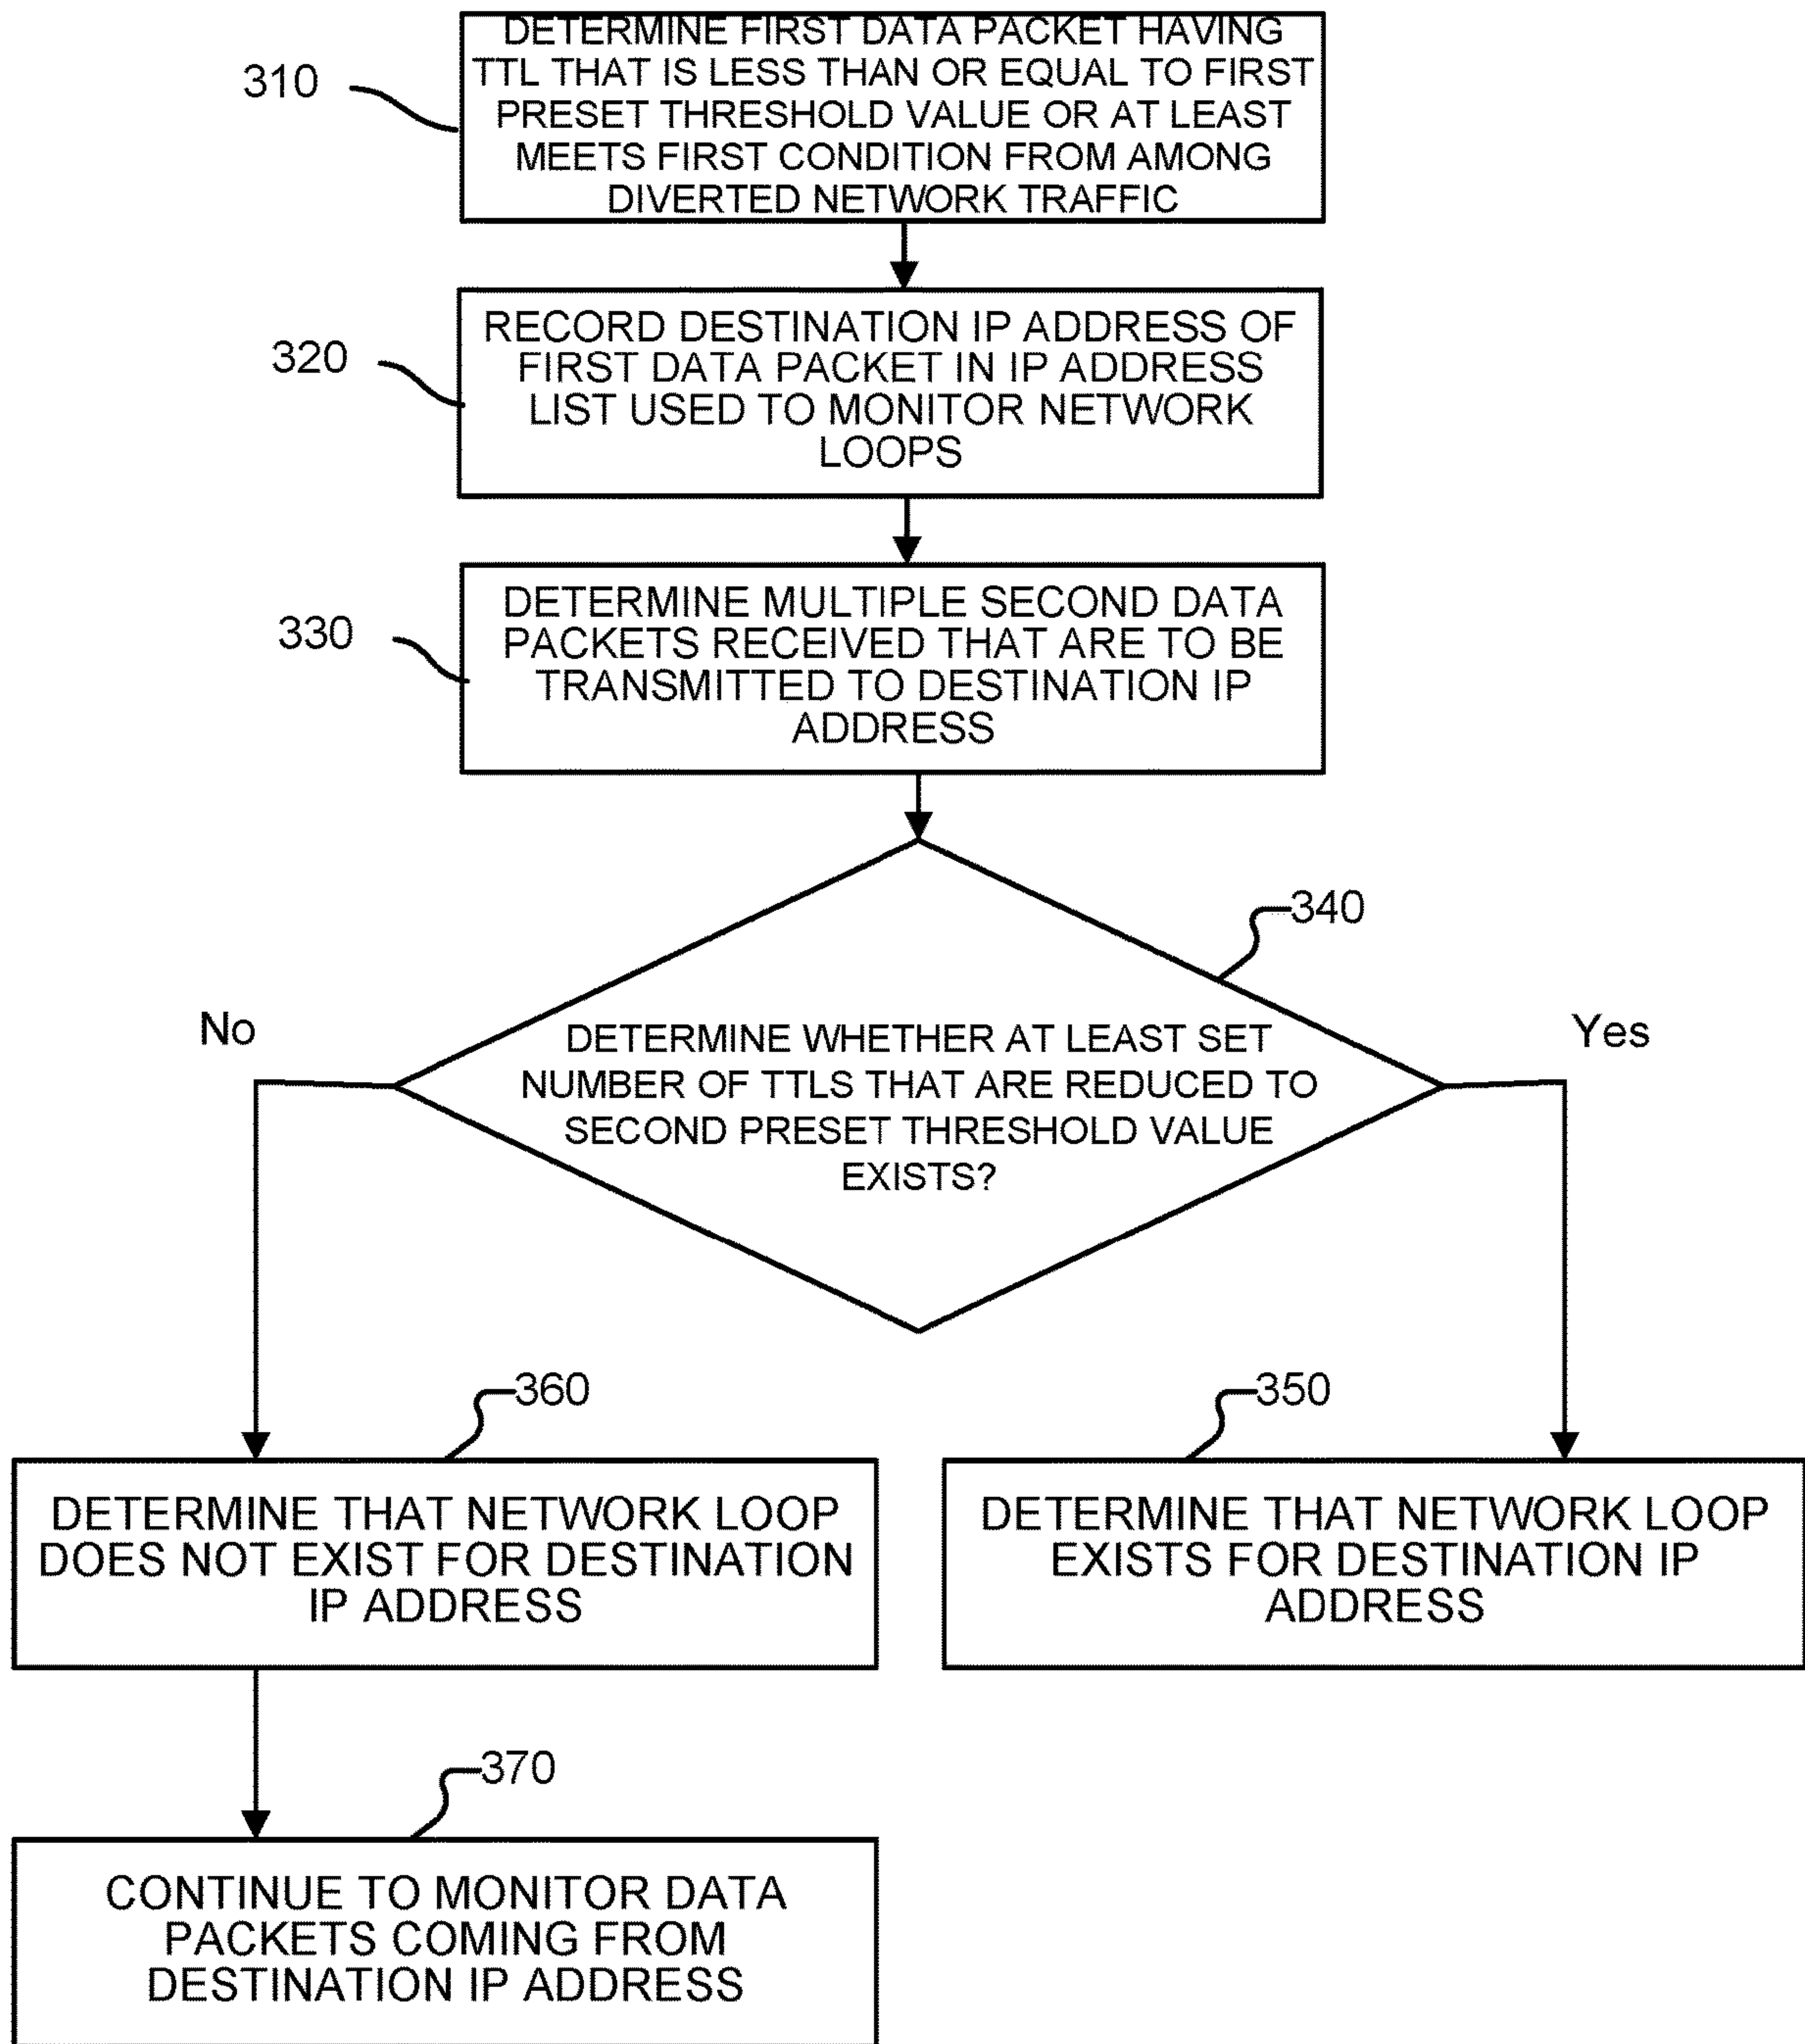 DETERMINE FIRST DATA PACKET HAVING
TTL THAT IS LESS THAN OR EQUAL TO FIRST
PRESET THRESHOLD VALUE OR AT LEAST
MEETS FIRST CONDITION FROM AMONG
DIVERTED NETWORK TRAFFIC
310
RECORD DESTINATION IP ADDRESS OF
FIRST DATA PACKET IN IP ADDRESS
LIST USED TO MONITOR NETWORK
LOOPS
320
DETERMINE MULTIPLE SECOND DATA
PACKETS RECEIVED THAT ARE TO BE
TRANSMITTED TO DESTINATION IP
ADDRESS
330
340
No
Yes
DETERMINE WHETHER AT LEAST SET
NUMBER OF TTLS THAT ARE REDUCED TO
SECOND PRESET THRESHOLD VALUE
EXISTS?
360
DETERMINE THAT NETWORK LOOP
DOES NOT EXIST FOR DESTINATION
IP ADDRESS
350
DETERMINE THAT NETWORK LOOP
EXISTS FOR DESTINATION IP
ADDRESS
370
CONTINUE TO MONITOR DATA
PACKETS COMING FROM
DESTINATION IP ADDRESS